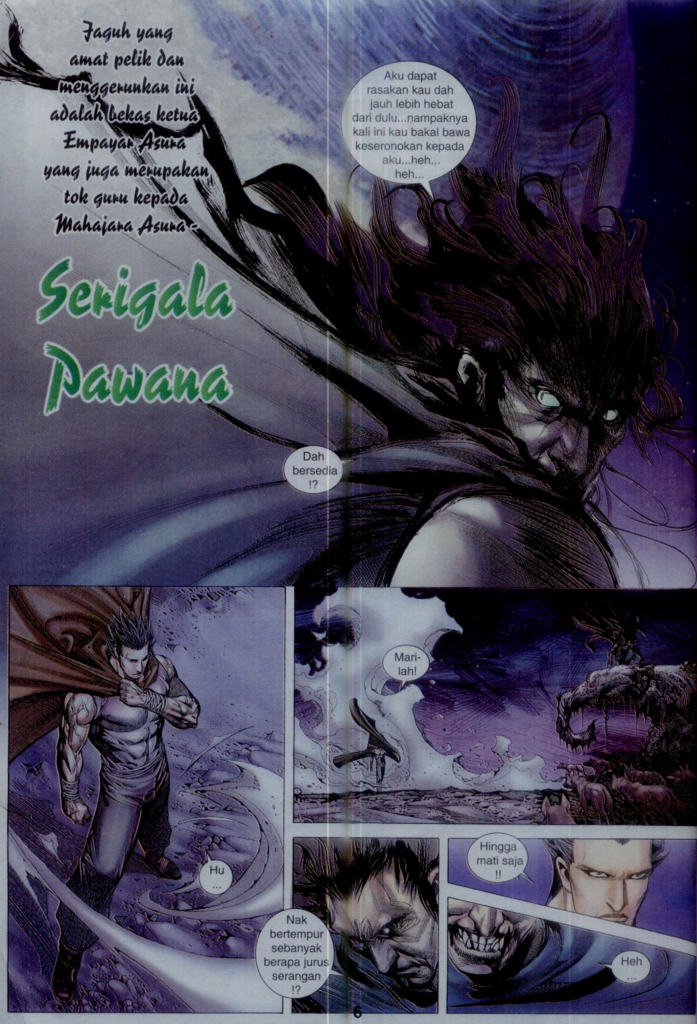 Jaguh yang
amat pelik dan
menggerunkan ini
adalah bekas ketua
Empayar Asura
yang juga merupakan
tok guru kepada
Mahajara Asura -
Serigala
Pawana
Aku dapat
rasakan kau dah
jauh lebih hebat
dari dulu...nampaknya
kali ini kau bakal bawa
keseronokan kepada
aku...heh...
heh...
Dah
bersedia
!?
Hu
...
Mari-
lah!
Nak
bertempur
sebanyak
berapa jurus
serangan
!?
Hingga
mati saja
!!
Heh
...
6